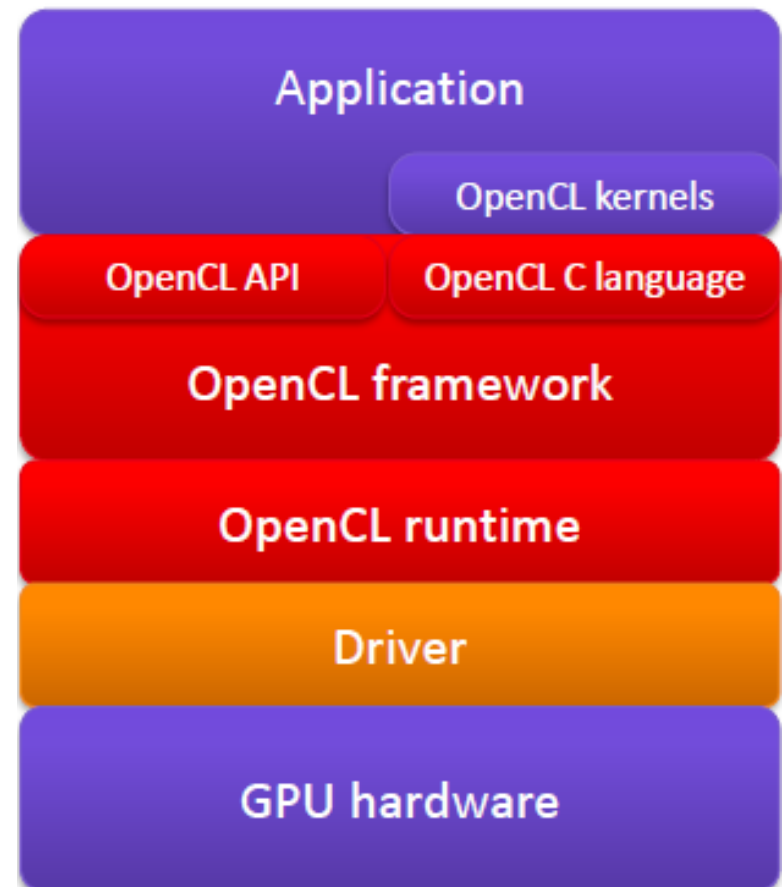 Application
OpenCL kernels
OpenCL API
OpenCL C language
OpenCL framework
OpenCL runtime
Driver
GPU hardware